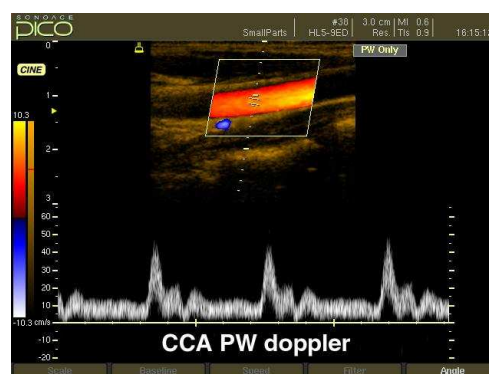 SONOACE
PICO
SmallParts
#38
HL5-9ED
3.0 cm
Res.
MI 0.6
TIs 0.9
16:15:1
PW Only
CINE
0
1
2
3
10.3
-10.3 cm/s
60
50
40
30
20
10
-10
-20
CCA PW doppler
Scale
Baseline
Speed
Filter
Angle